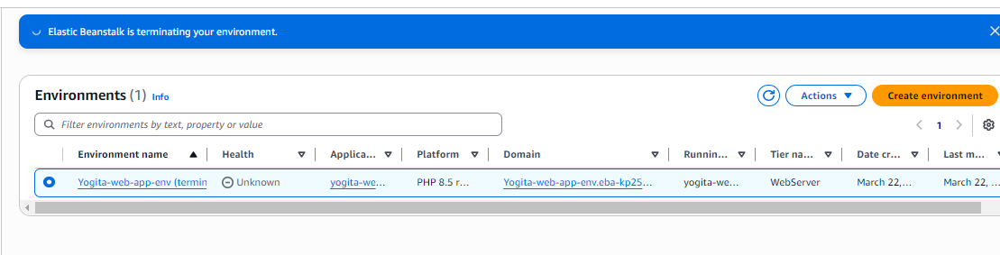 Elastic Beanstalk is terminating your environment.
Environments (1) Info
Actions
Create environment
Filter environments by text, property or value
1
Environment name Health Applica... Platform Domain Runnin... Tier na... Date cr... Last m...
Yogita-web-app-env (termin Unknown yogita-we... PHP 8.5 r... Yogita-web-app-env.eba-kp25... yogita-we... WebServer March 22,... March 22, ...